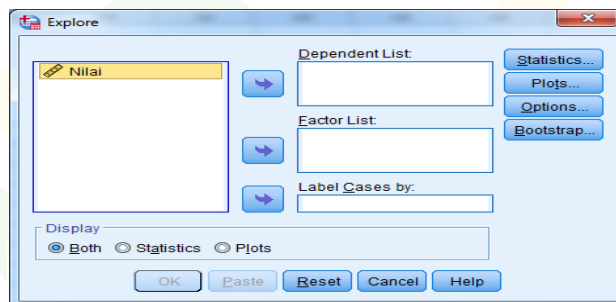 Explore
Nilai
Dependent List:
Factor List:
Label Cases by:
Statistics...
Plots...
Options...
Bootstrap...
Display
Both Statistics Plots
OK Paste Reset Cancel Help